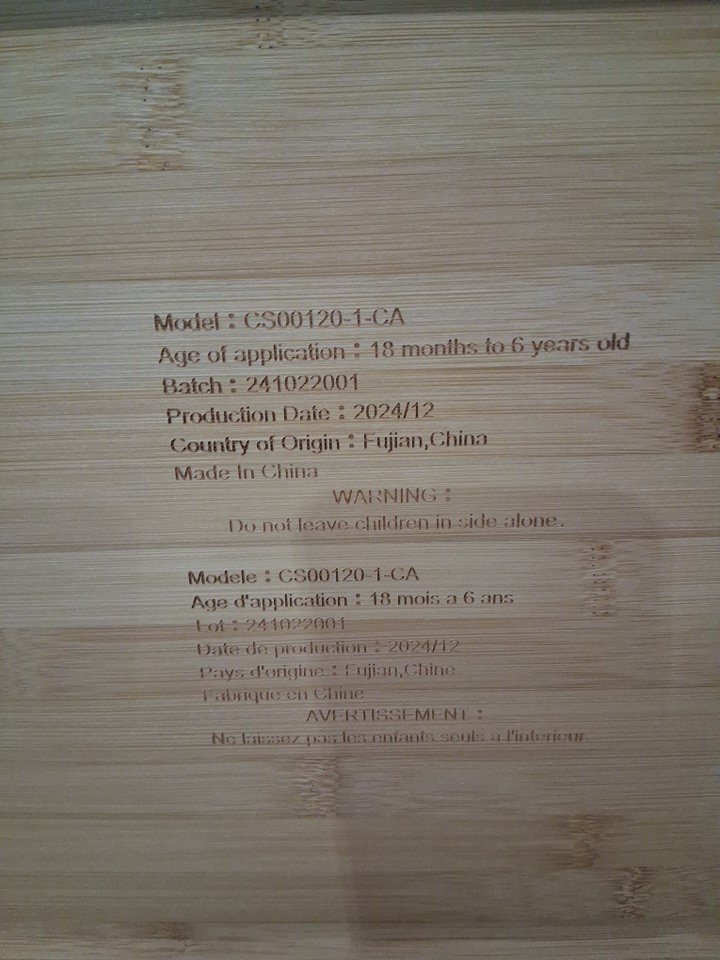 Model : CS00120-1-CA
Age of application : 18 months to 6 years old
Batch : 241022001
Production Date : 2024/12
Country of Origin : Fujian,China
Made In China
WARNING :
Do not leave children in side alone.
Modele : CS00120-1-CA
Age d'application : 18 mois a 6 ans
Lot : 241022001
Date de production : 2024/12
Pays d'origine : Fujian,Chine
Fabrique en Chine
AVERTISSEMENT :
Ne laissez pas les enfants seuls a l'interieur.